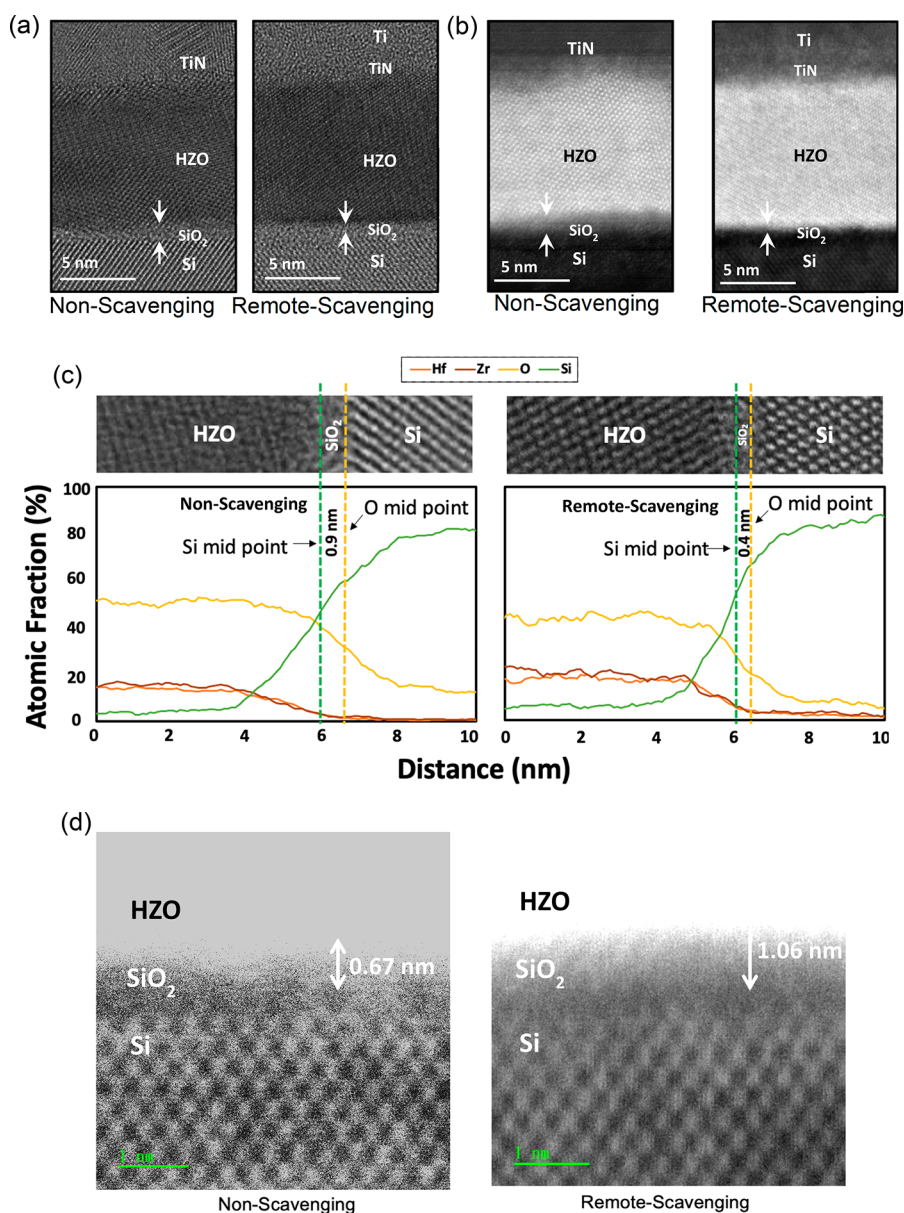 (a)
Ti
TiN
TiN
HZO
HZO
SiO2
SiO2
Si
Si
5 nm
5 nm
Non-Scavenging
Remote-Scavenging
(b)
TiN
Ti
TiN
HZO
HZO
SiO2
SiO2
Si
Si
5 nm
5 nm
Non-Scavenging
Remote-Scavenging
(c)
Hf Zr O Si
HZO
SiO2
Si
HZO
SiO2
Si
Atomic Fraction (%)
100
80
60
40
20
0
Non-Scavenging
O mid point
Si mid point
0.9 nm
0 2 4 6 8 10
Remote-Scavenging
O mid point
Si mid point
0.4 nm
0 2 4 6 8 10
Distance (nm)
(d)
HZO
0.67 nm
SiO2
Si
1 nm
Non-Scavenging
HZO
1.06 nm
SiO2
Si
1 nm
Remote-Scavenging